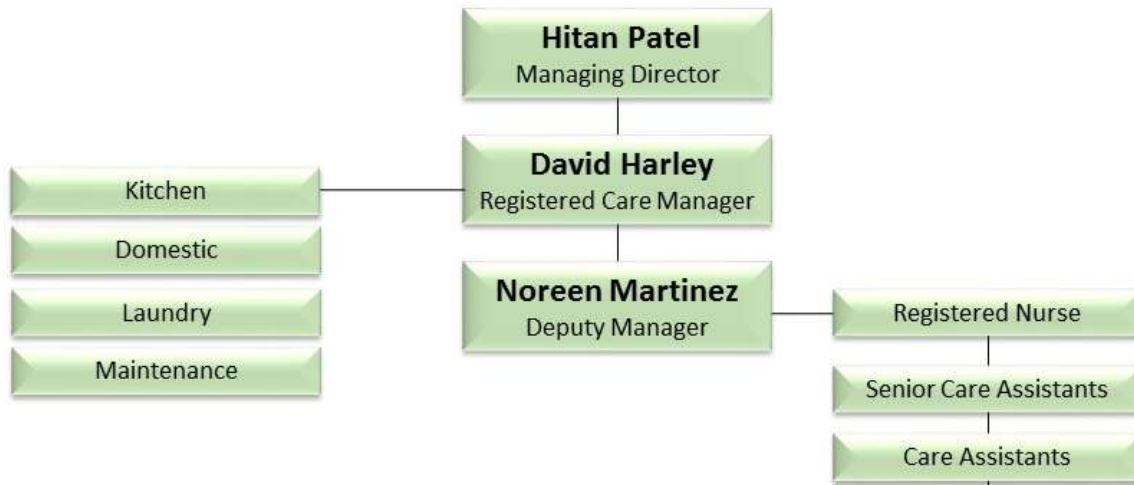 Hitan Patel
Managing Director
David Harley
Registered Care Manager
Kitchen
Domestic
Laundry
Maintenance
Noreen Martinez
Deputy Manager
Registered Nurse
Senior Care Assistants
Care Assistants